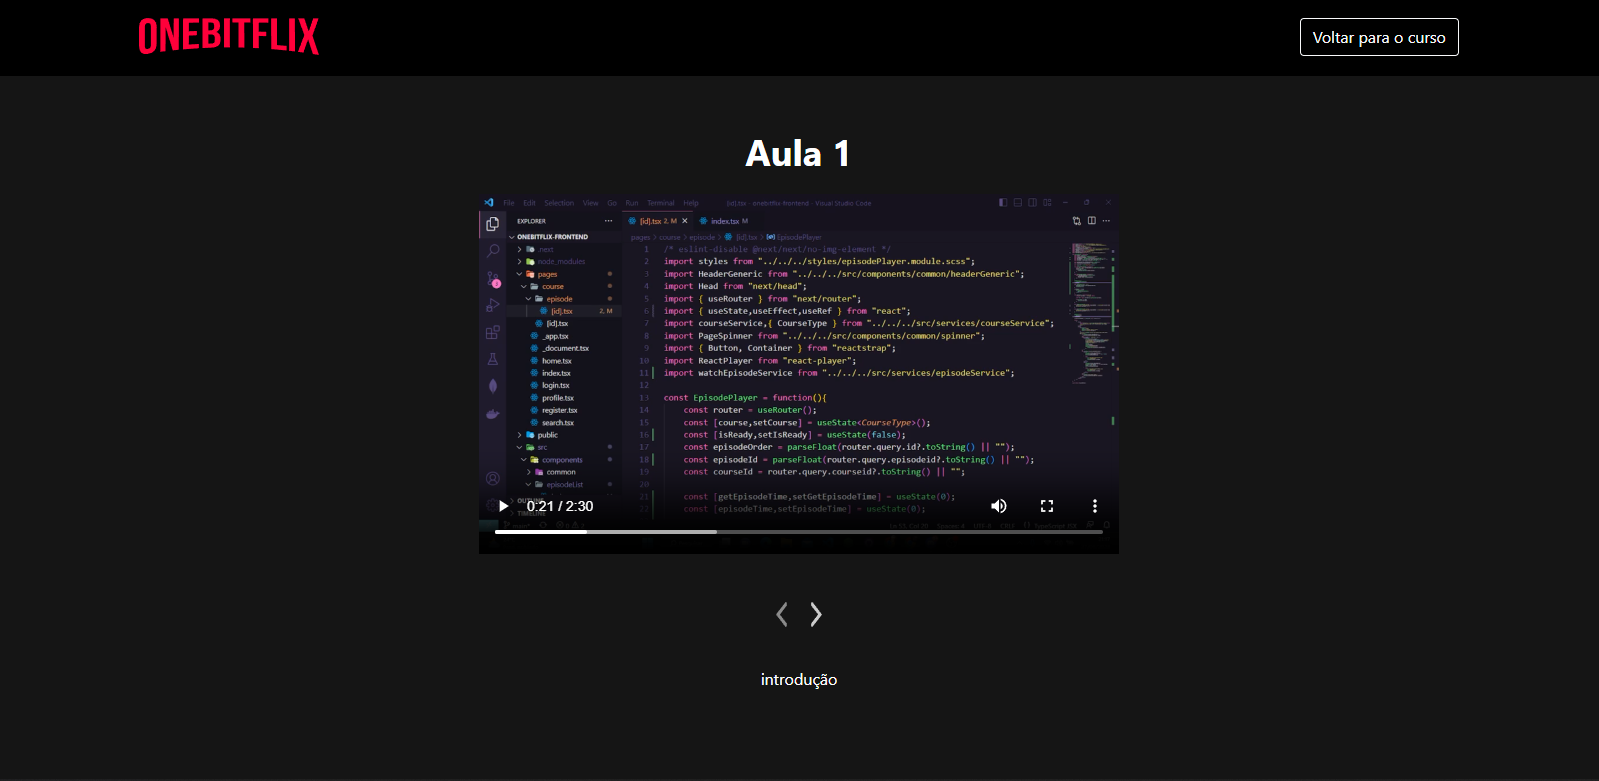 ONEBITFLIX
Voltar para o curso
Aula 1
File Edit Selection View Go Run Terminal Help
[id].tsx - onebitflix-frontend - Visual Studio Code
EXPLORER
ONEBITFLIX-FRONTEND
.next
node_modules
pages
course
episode
[id].tsx 2, M
[id].tsx
_app.tsx
_document.tsx
home.tsx
index.tsx
login.tsx
profile.tsx
register.tsx
search.tsx
public
src
components
common
episodeList
OUTLINE
TIMELINE
[id].tsx 2, M
index.tsx M
pages > course > episode > [id].tsx > EpisodePlayer
1 /* eslint-disable @next/next/no-img-element */
2 import styles from "../../../styles/episodePlayer.module.scss";
3 import HeaderGeneric from "../../../src/components/common/headerGeneric";
4 import Head from "next/head";
5 import { useRouter } from "next/router";
6 import { useState,useEffect,useRef } from "react";
7 import courseService,{ CourseType } from "../../../src/services/courseService";
8 import PageSpinner from "../../../src/components/common/spinner";
9 import { Button, Container } from "reactstrap";
10 import ReactPlayer from "react-player";
11 import watchEpisodeService from "../../../src/services/episodeService";
12
13 const EpisodePlayer = function(){
14 const router = useRouter();
15 const [course,setCourse] = useState<CourseType>();
16 const [isReady,setIsReady] = useState(false);
17 const episodeOrder = parseFloat(router.query.id?.toString() || "");
18 const episodeId = parseFloat(router.query.episodeid?.toString() || "");
19 const courseId = router.query.courseid?.toString() || "";
20
21 const [getEpisodeTime,setGetEpisodeTime] = useState(0);
22 const [episodeTime,setEpisodeTime] = useState(0);
0:21 / 2:30
introdução